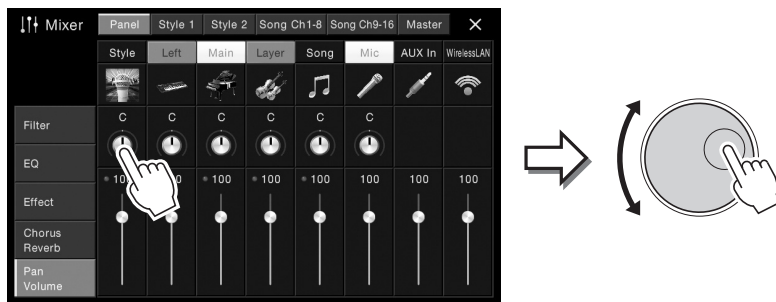 Mixer Panel Style 1 Style 2 Song Ch1-8 Song Ch9-16 Master
Style Left Main Layer Song Mic AUX In WirelessLAN
Filter C C C C C C
EQ
Effect 100 100 100 100 100 100 100
Chorus
Reverb
Pan
Volume